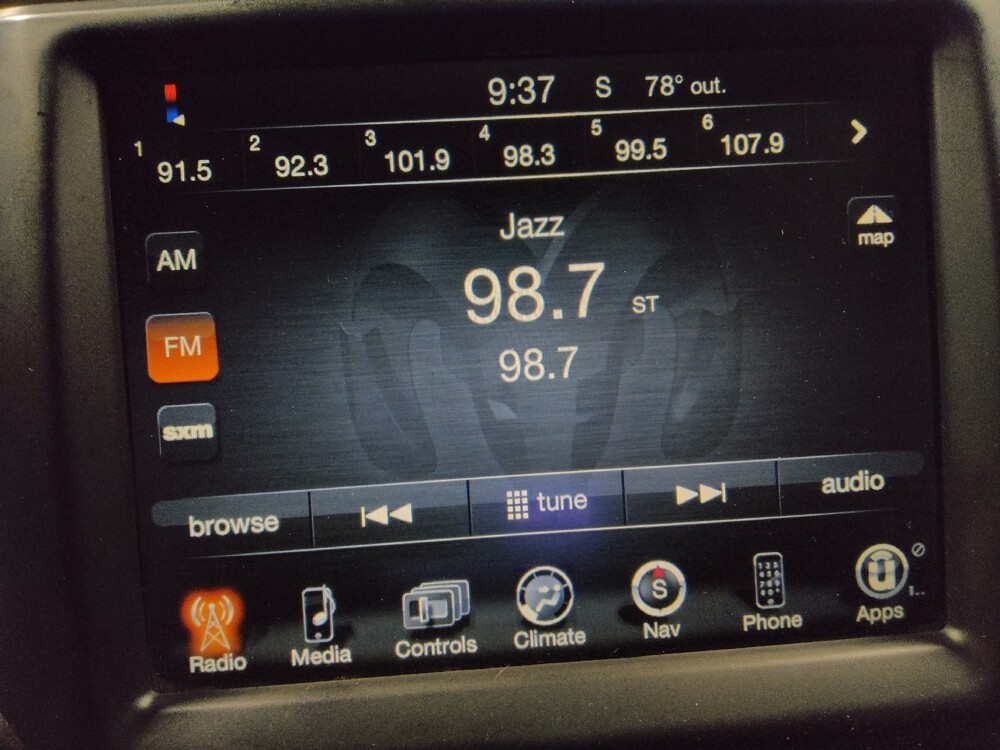 9:37 S 78° out.
1 91.5 2 92.3 3 101.9 4 98.3 5 99.5 6 107.9
map
Jazz
AM
98.7 ST
FM
98.7
sxm
browse tune audio
Radio Media Controls Climate Nav Phone Apps
S